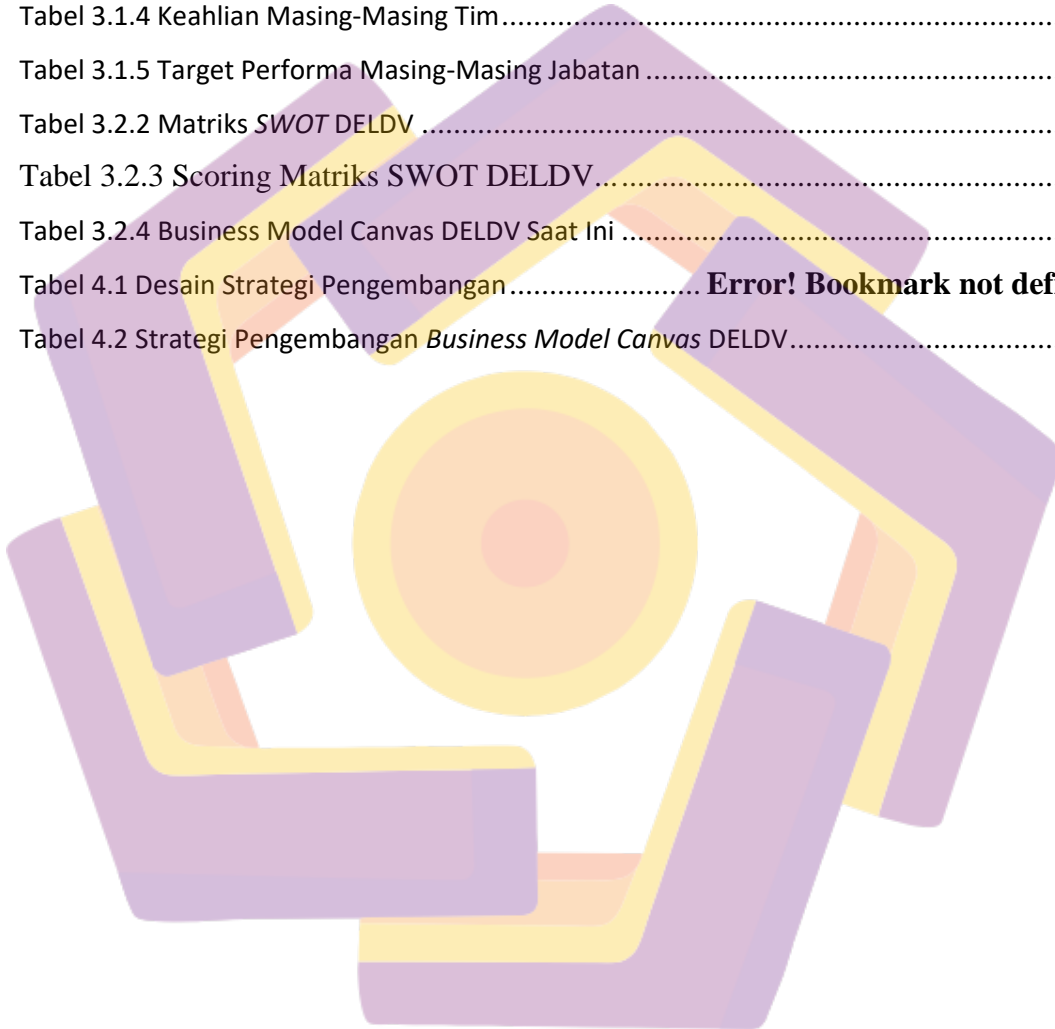 Tabel 3.1.4 Keahlian Masing-Masing Tim..........................................................................
Tabel 3.1.5 Target Performa Masing-Masing Jabatan ......................................................
Tabel 3.2.2 Matriks SWOT DELDV ....................................................................................
Tabel 3.2.3 Scoring Matriks SWOT DELDV.........................................................
Tabel 3.2.4 Business Model Canvas DELDV Saat Ini .........................................................
Tabel 4.1 Desain Strategi Pengembangan......................... Error! Bookmark not
Tabel 4.2 Strategi Pengembangan Business Model Canvas DELDV...................................